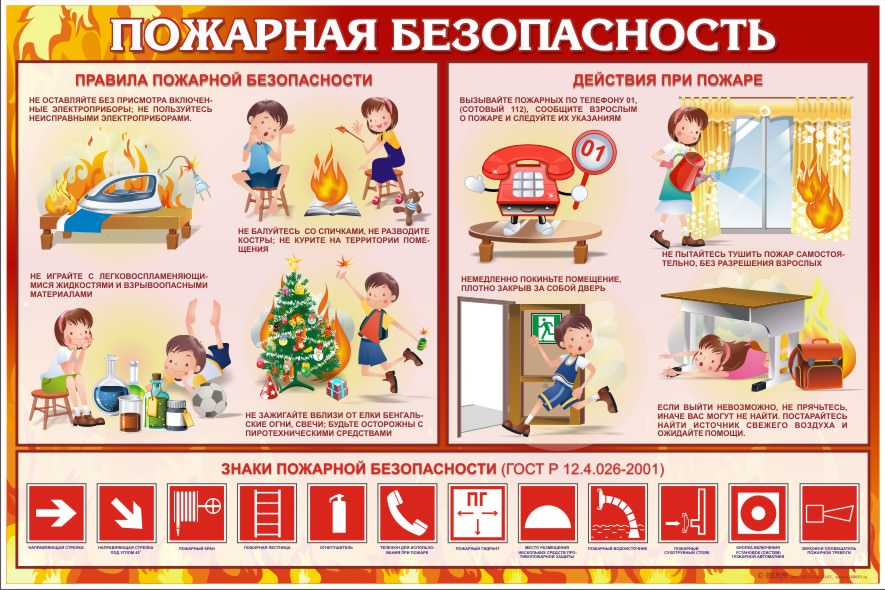 ПОЖАРНАЯ БЕЗОПАСНОСТЬ
ПРАВИЛА ПОЖАРНОЙ БЕЗОПАСНОСТИ
НЕ ОСТАВЛЯЙТЕ БЕЗ ПРИСМОТРА ВКЛЮЧЕН-
НЫЕ ЭЛЕКТРОПРИБОРЫ; НЕ ПОЛЬЗУЙТЕСЬ
НЕИСПРАВНЫМИ ЭЛЕКТРОПРИБОРАМИ.
НЕ БАЛУЙТЕСЬ СО СПИЧКАМИ, НЕ РАЗВОДИТЕ
КОСТРЫ; НЕ КУРИТЕ НА ТЕРРИТОРИИ ПОМЕ-
ЩЕНИЯ
НЕ ИГРАЙТЕ С ЛЕГКОВОСПЛАМЕНЯЮЩИ-
МИСЯ ЖИДКОСТЯМИ И ВЗРЫВООПАСНЫМИ
МАТЕРИАЛАМИ
НЕ ЗАЖИГАЙТЕ ВБЛИЗИ ОТ ЕЛКИ БЕНГАЛЬ-
СКИЕ ОГНИ, СВЕЧИ; БУДЬТЕ ОСТОРОЖНЫ С
ПИРОТЕХНИЧЕСКИМИ СРЕДСТВАМИ
ДЕЙСТВИЯ ПРИ ПОЖАРЕ
ВЫЗЫВАЙТЕ ПОЖАРНЫХ ПО ТЕЛЕФОНУ 01,
(СОТОВЫЙ 112), СООБЩИТЕ ВЗРОСЛЫМ
О ПОЖАРЕ И СЛЕДУЙТЕ ИХ УКАЗАНИЯМ
01
НЕ ПЫТАЙТЕСЬ ТУШИТЬ ПОЖАР САМОСТОЯ-
ТЕЛЬНО, БЕЗ РАЗРЕШЕНИЯ ВЗРОСЛЫХ
НЕМЕДЛЕННО ПОКИНЬТЕ ПОМЕЩЕНИЕ,
ПЛОТНО ЗАКРЫВ ЗА СОБОЙ ДВЕРЬ
ЕСЛИ ВЫЙТИ НЕВОЗМОЖНО, НЕ ПРЯЧЬТЕСЬ,
ИНАЧЕ ВАС МОГУТ НЕ НАЙТИ. ПОСТАРАЙТЕСЬ
НАЙТИ ИСТОЧНИК СВЕЖЕГО ВОЗДУХА И
ОЖИДАЙТЕ ПОМОЩИ.
ЗНАКИ ПОЖАРНОЙ БЕЗОПАСНОСТИ (ГОСТ Р 12.4.026-2001)
ПГ
НАПРАВЛЯЮЩАЯ СТРЕЛКА
НАПРАВЛЯЮЩАЯ СТРЕЛКА
ПОД УГЛОМ 45°
ПОЖАРНЫЙ КРАН
ПОЖАРНАЯ ЛЕСТНИЦА
ОГНЕТУШИТЕЛЬ
ТЕЛЕФОН ДЛЯ ИСПОЛЬЗО-
ВАНИЯ ПРИ ПОЖАРЕ
ПОЖАРНЫЙ ГИДРАНТ
МЕСТО РАЗМЕЩЕНИЯ
НЕСКОЛЬКИХ СРЕДСТВ ПРО-
ТИВОПОЖАРНОЙ ЗАЩИТЫ
ПОЖАРНЫЙ ВОДОИСТОЧНИК
ПОЖАРНЫЙ
СУХОТРУБНЫЙ СТОЯК
КНОПКА ВКЛЮЧЕНИЯ
УСТАНОВОК (СИСТЕМ)
ПОЖАРНОЙ АВТОМАТИКИ
ЗВУКОВОЙ ОПОВЕЩАТЕЛЬ
ПОЖАРНОЙ ТРЕВОГИ